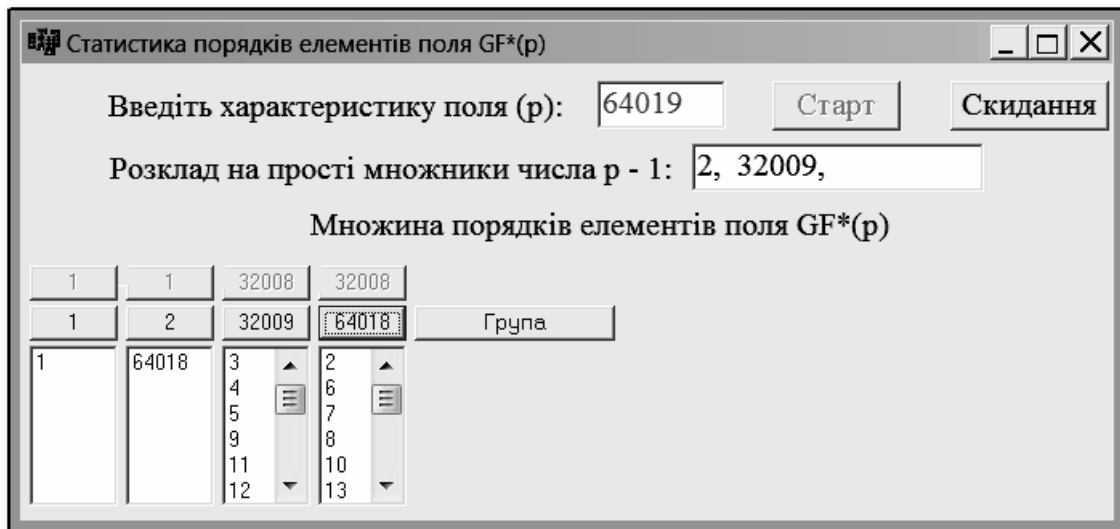 Статистика порядків елементів поля GF*(p)
Введіть характеристику поля (p): 64019 Старт Скидання
Розклад на прості множники числа p - 1: 2, 32009,
Множина порядків елементів поля GF*(p)
1 1 32008 32008
1 2 32009 64018 Група
1 64018 3 2
4 6
5 7
9 8
11 10
12 13